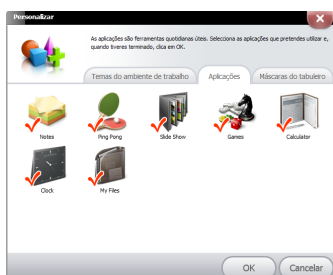 Personalizar
As aplicações são ferramentas quotidianas úteis. Selecciona as aplicações que pretendes utilizar e,
quando tiveres terminado, clica em OK.
Temas do ambiente de trabalho
Aplicações
Máscaras do tabuleiro
Notes
Ping Pong
Slide Show
Games
Calculator
Clock
My Files
OK
Cancelar